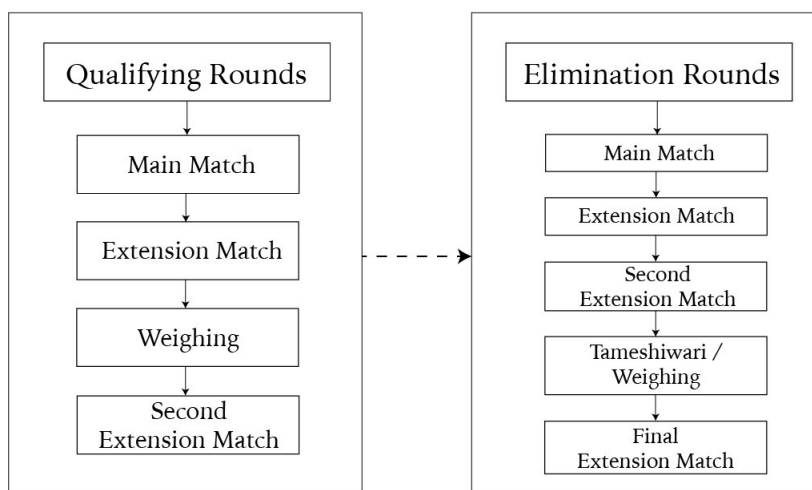 Qualifying Rounds
Main Match
Extension Match
Weighing
Second
Extension Match
Elimination Rounds
Main Match
Extension Match
Second
Extension Match
Tameshiwari /
Weighing
Final
Extension Match